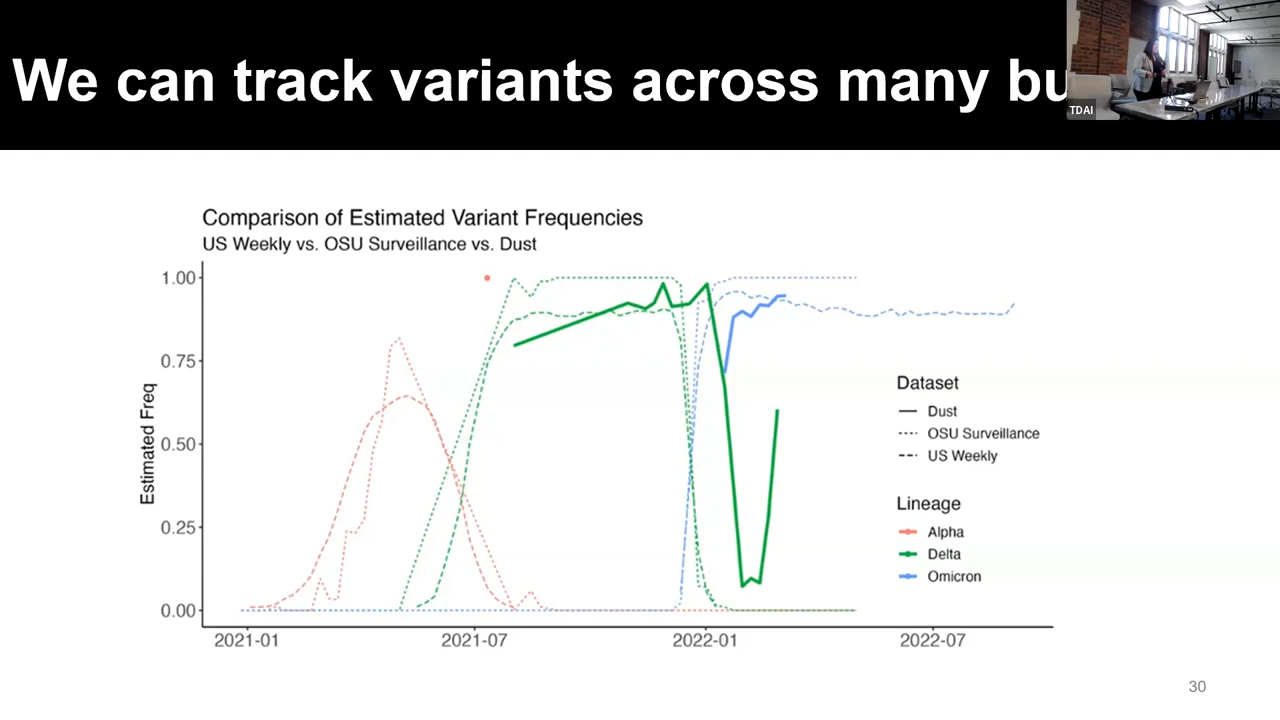 We can track variants across many bu
TDAI
Comparison of Estimated Variant Frequencies
US Weekly vs. OSU Surveillance vs. Dust
1.00
0.75
0.50
0.25
0.00
Estimated Freq
2021-01
2021-07
2022-01
2022-07
Dataset
Dust
OSU Surveillance
US Weekly
Lineage
Alpha
Delta
Omicron
30